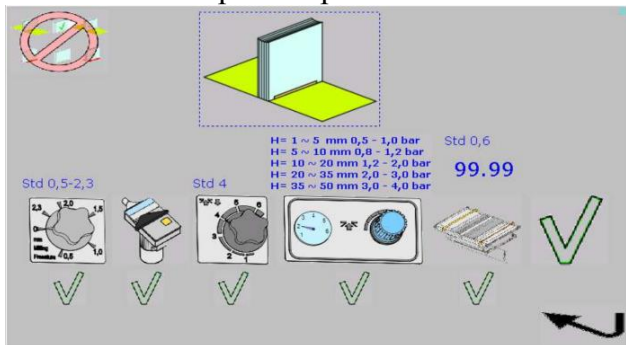 H= 1 ~ 5 mm 0,5 - 1,0 bar
H= 5 ~ 10 mm 0,8 - 1,2 bar
H= 10 ~ 20 mm 1,2 - 2,0 bar
H= 20 ~ 35 mm 2,0 - 3,0 bar
H= 35 ~ 50 mm 3,0 - 4,0 bar
Std 0,6
99.99
Std 0,5-2,3
Std 4
2,3 2,0 1,5
0
mm
Milling
0,5 1,0
4 5 6
3
2 1